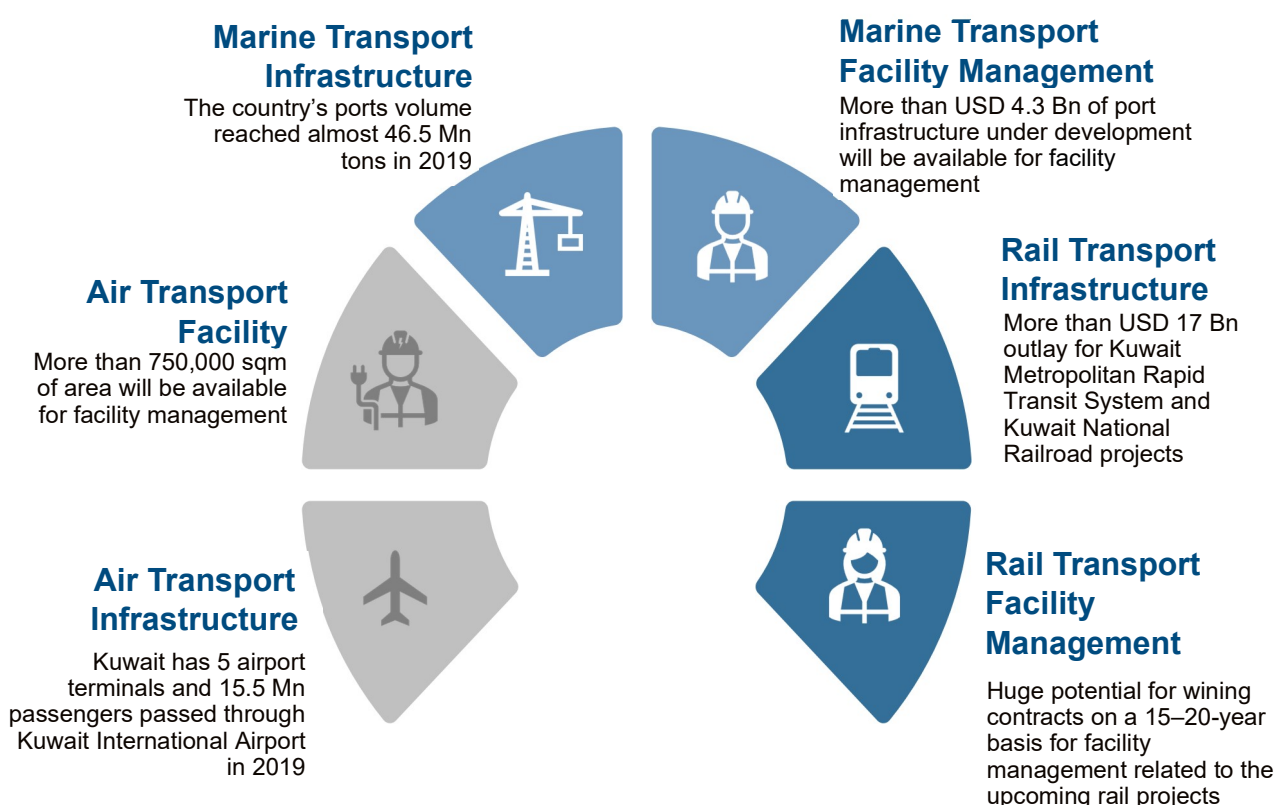 Marine Transport
Infrastructure
The country's ports volume
reached almost 46.5 Mn
tons in 2019
Marine Transport
Facility Management
More than USD 4.3 Bn of port
infrastructure under development
will be available for facility
management
Air Transport
Facility
More than 750,000 sqm
of area will be available
for facility management
Rail Transport
Infrastructure
More than USD 17 Bn
outlay for Kuwait
Metropolitan Rapid
Transit System and
Kuwait National
Railroad projects
Air Transport
Infrastructure
Kuwait has 5 airport
terminals and 15.5 Mn
passengers passed through
Kuwait International Airport
in 2019
Rail Transport
Facility
Management
Huge potential for wining
contracts on a 15–20-year
basis for facility
management related to the
upcoming rail projects